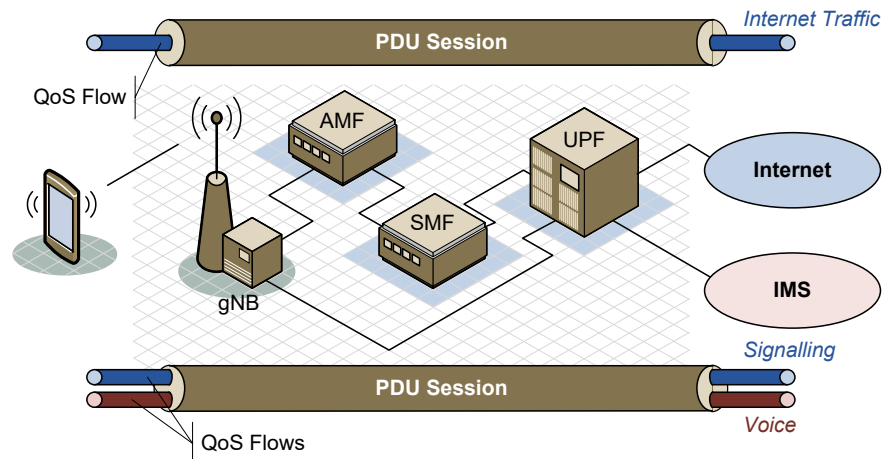 Internet Traffic
PDU Session
QoS Flow
AMF
UPF
Internet
SMF
gNB
IMS
Signalling
PDU Session
Voice
QoS Flows